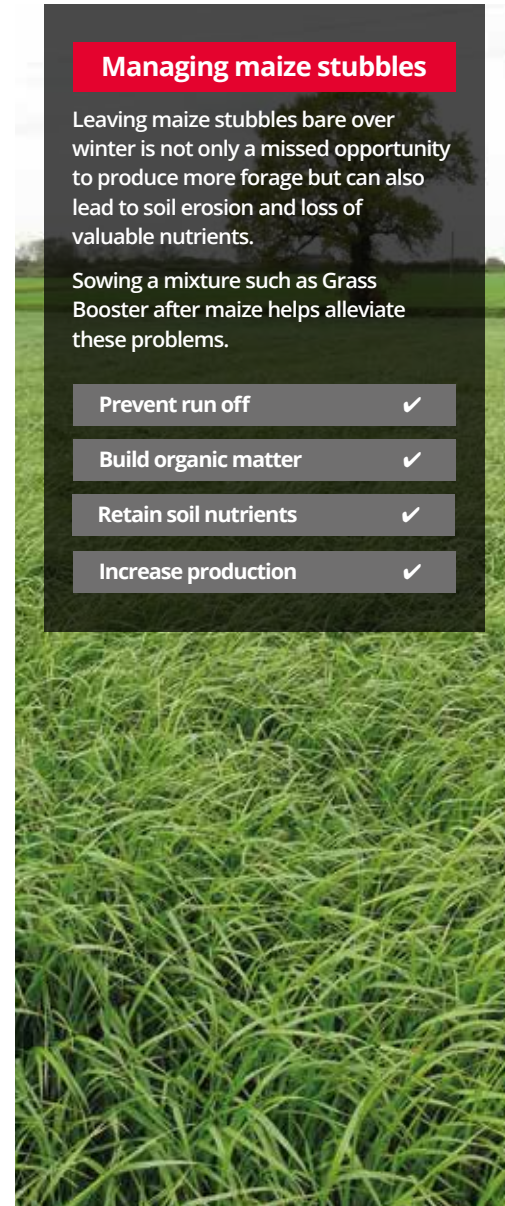 Managing maize stubbles
Leaving maize stubbles bare over
winter is not only a missed opportunity
to produce more forage but can also
lead to soil erosion and loss of
valuable nutrients.
Sowing a mixture such as Grass
Booster after maize helps alleviate
these problems.
Prevent run off ✔
Build organic matter ✔
Retain soil nutrients ✔
Increase production ✔